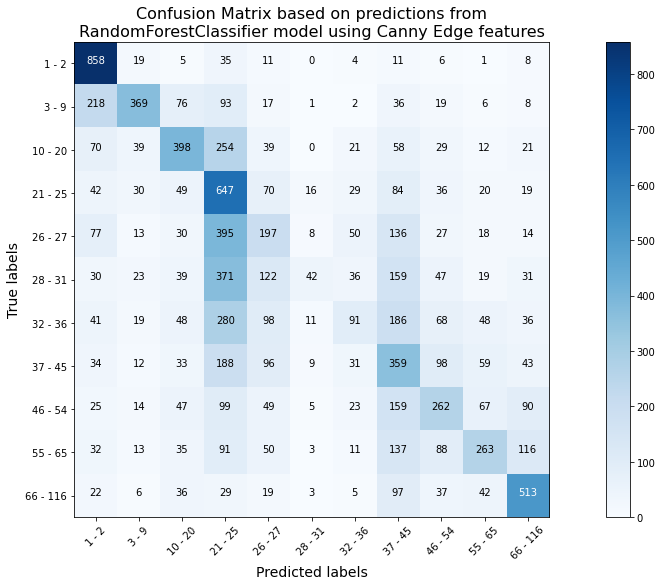 Confusion Matrix based on predictions from
RandomForestClassifier model using Canny Edge features
True labels
1 - 2 858 19 5 35 11 0 4 11 6 1 8
3 - 9 218 369 76 93 17 1 2 36 19 6 8
10 - 20 70 39 398 254 39 0 21 58 29 12 21
21 - 25 42 30 49 647 70 16 29 84 36 20 19
26 - 27 77 13 30 395 197 8 50 136 27 18 14
28 - 31 30 23 39 371 122 42 36 159 47 19 31
32 - 36 41 19 48 280 98 11 91 186 68 48 36
37 - 45 34 12 33 188 96 9 31 359 98 59 43
46 - 54 25 14 47 99 49 5 23 159 262 67 90
55 - 65 32 13 35 91 50 3 11 137 88 263 116
66 - 116 22 6 36 29 19 3 5 97 37 42 513
1 - 2 3 - 9 10 - 20 21 - 25 26 - 27 28 - 31 32 - 36 37 - 45 46 - 54 55 - 65 66 - 116
Predicted labels
800
700
600
500
400
300
200
100
0